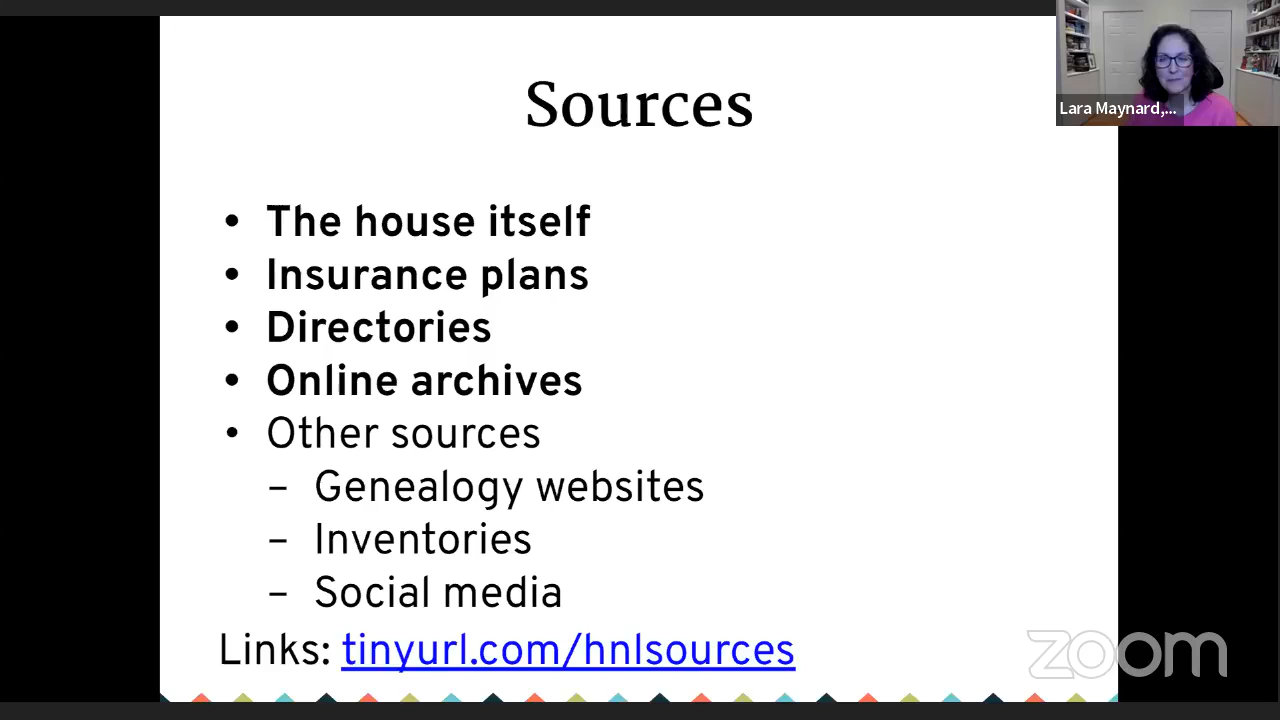 Sources
Lara Maynard,...
• The house itself
• Insurance plans
• Directories
• Online archives
• Other sources
– Genealogy websites
– Inventories
– Social media
Links: tinyurl.com/hnlsources
zoom